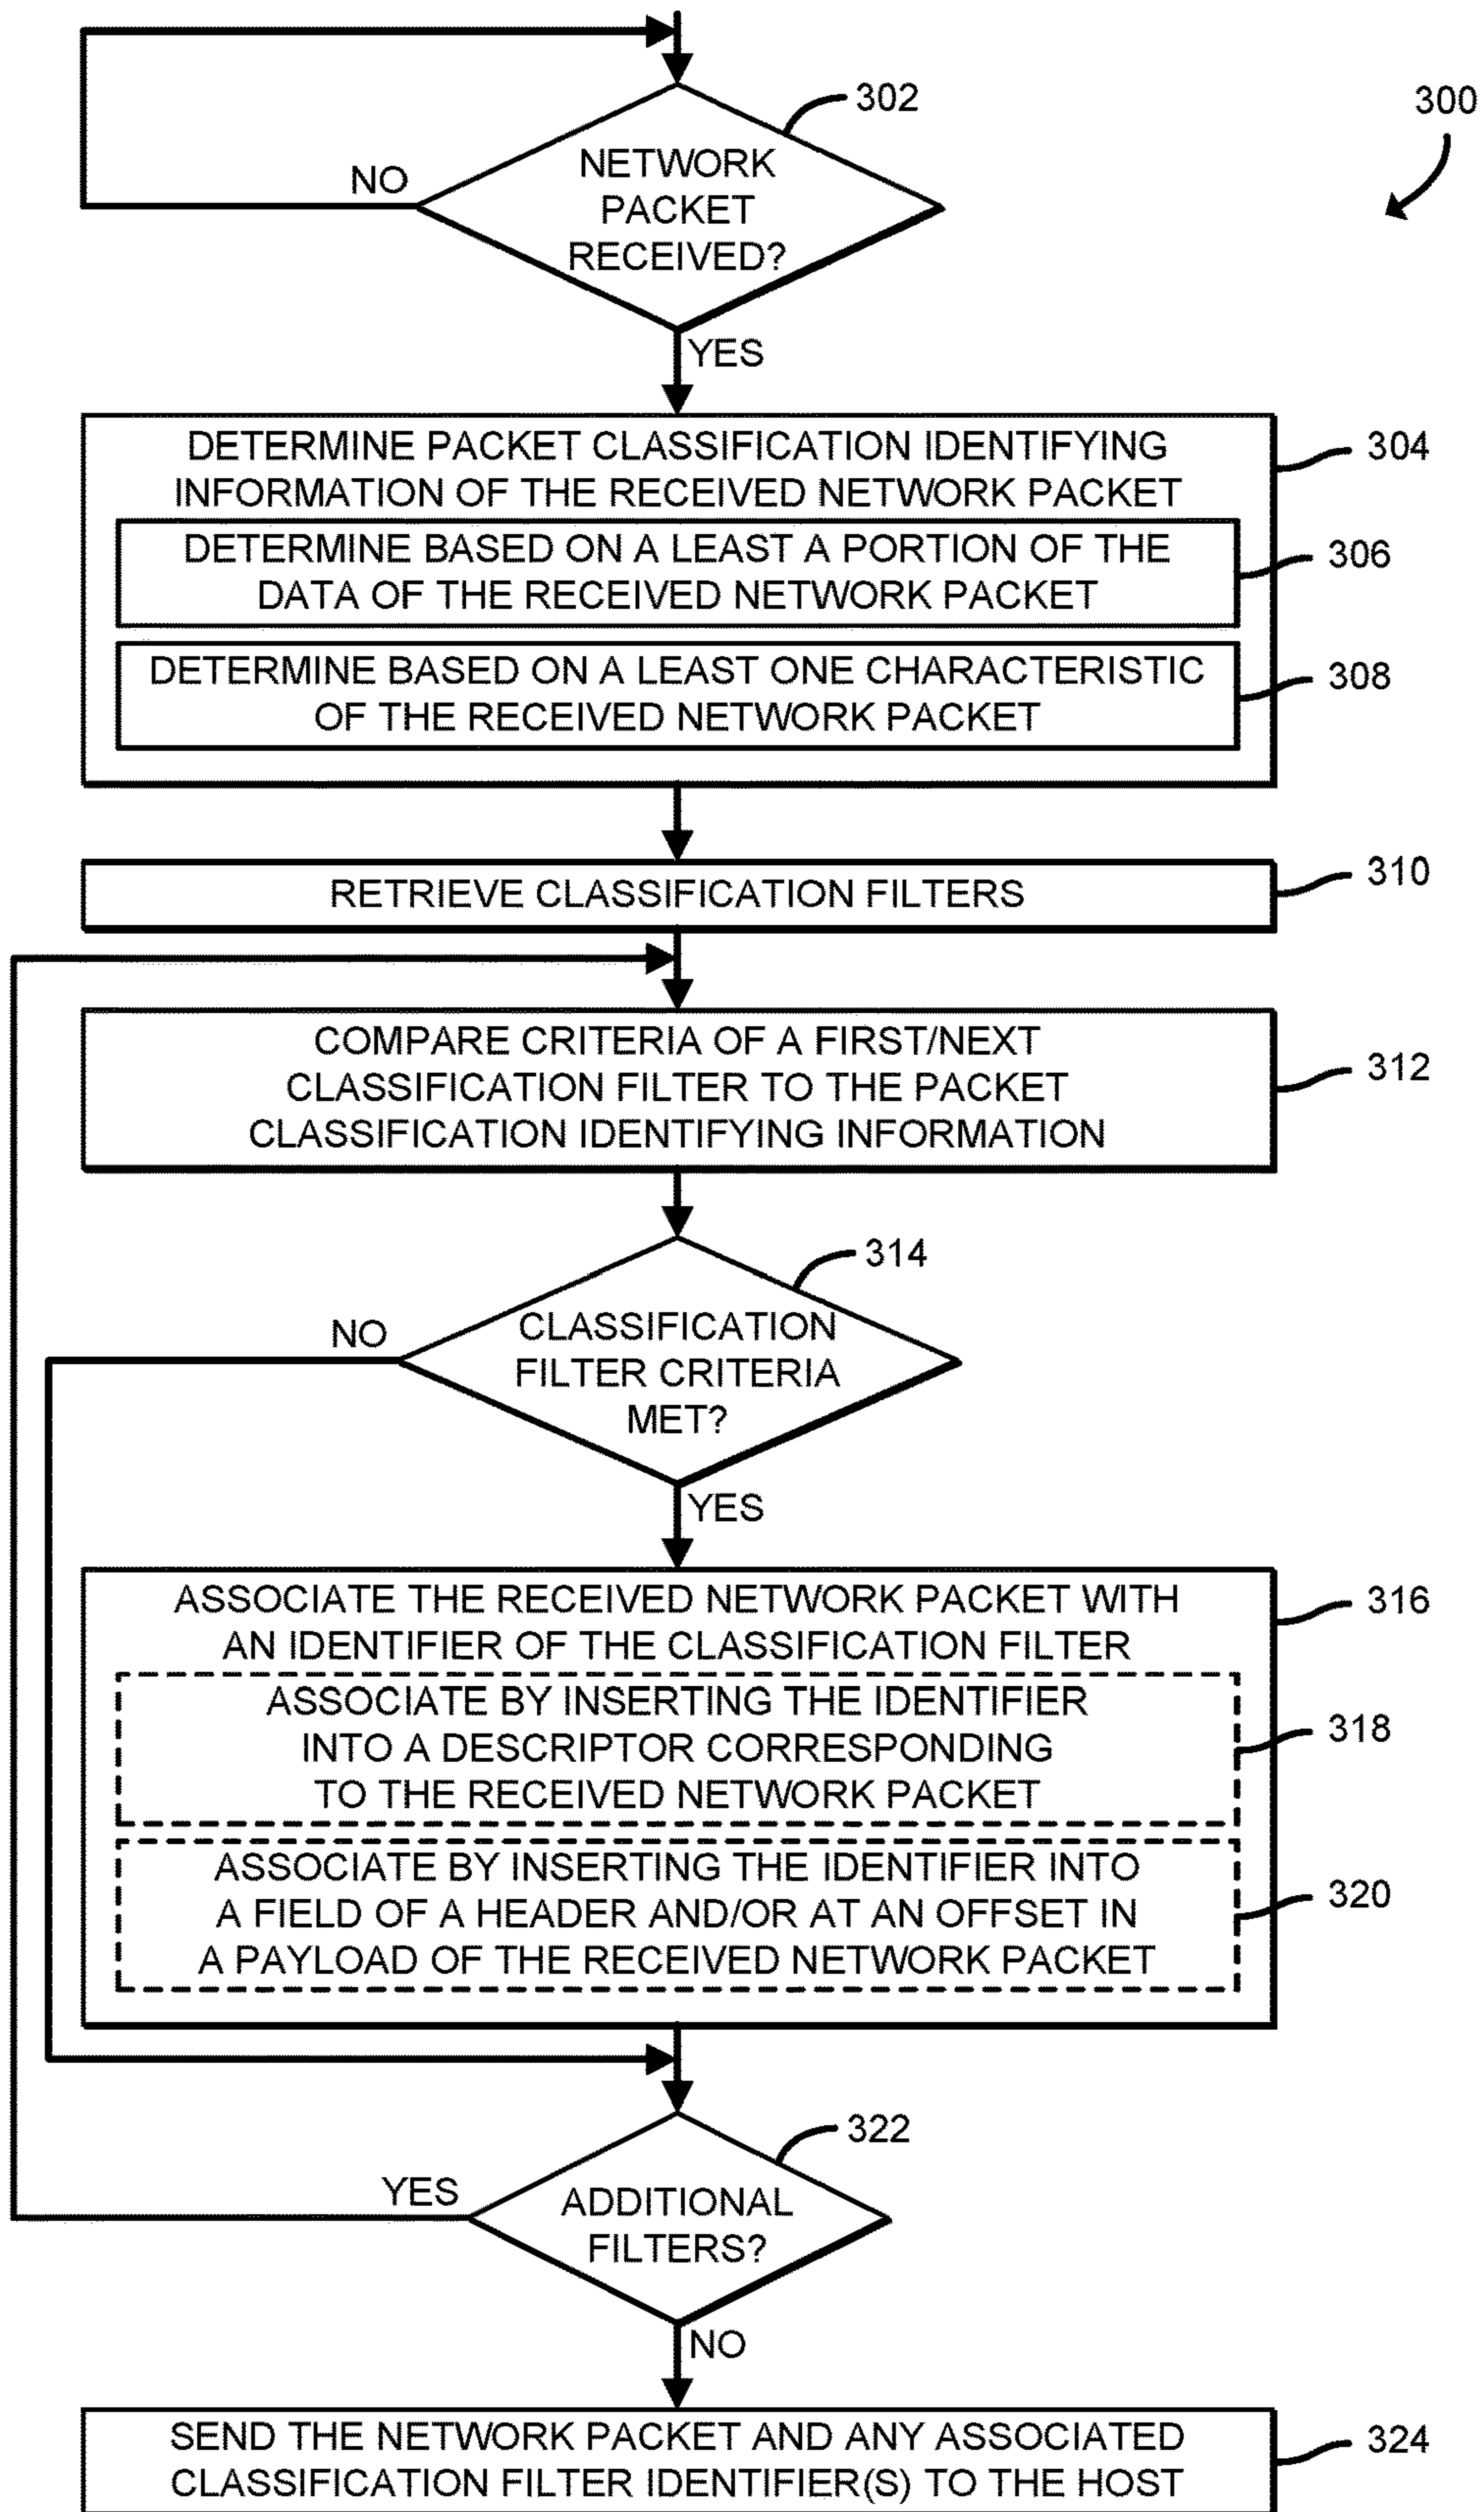 302
300
NETWORK
PACKET
RECEIVED?
NO
YES
DETERMINE PACKET CLASSIFICATION IDENTIFYING
INFORMATION OF THE RECEIVED NETWORK PACKET
304
DETERMINE BASED ON A LEAST A PORTION OF THE
DATA OF THE RECEIVED NETWORK PACKET
306
DETERMINE BASED ON A LEAST ONE CHARACTERISTIC
OF THE RECEIVED NETWORK PACKET
308
RETRIEVE CLASSIFICATION FILTERS
310
COMPARE CRITERIA OF A FIRST/NEXT
CLASSIFICATION FILTER TO THE PACKET
CLASSIFICATION IDENTIFYING INFORMATION
312
314
NO
CLASSIFICATION
FILTER CRITERIA
MET?
YES
ASSOCIATE THE RECEIVED NETWORK PACKET WITH
AN IDENTIFIER OF THE CLASSIFICATION FILTER
316
ASSOCIATE BY INSERTING THE IDENTIFIER
INTO A DESCRIPTOR CORRESPONDING
TO THE RECEIVED NETWORK PACKET
318
ASSOCIATE BY INSERTING THE IDENTIFIER INTO
A FIELD OF A HEADER AND/OR AT AN OFFSET IN
A PAYLOAD OF THE RECEIVED NETWORK PACKET
320
322
YES
ADDITIONAL
FILTERS?
NO
SEND THE NETWORK PACKET AND ANY ASSOCIATED
CLASSIFICATION FILTER IDENTIFIER(S) TO THE HOST
324